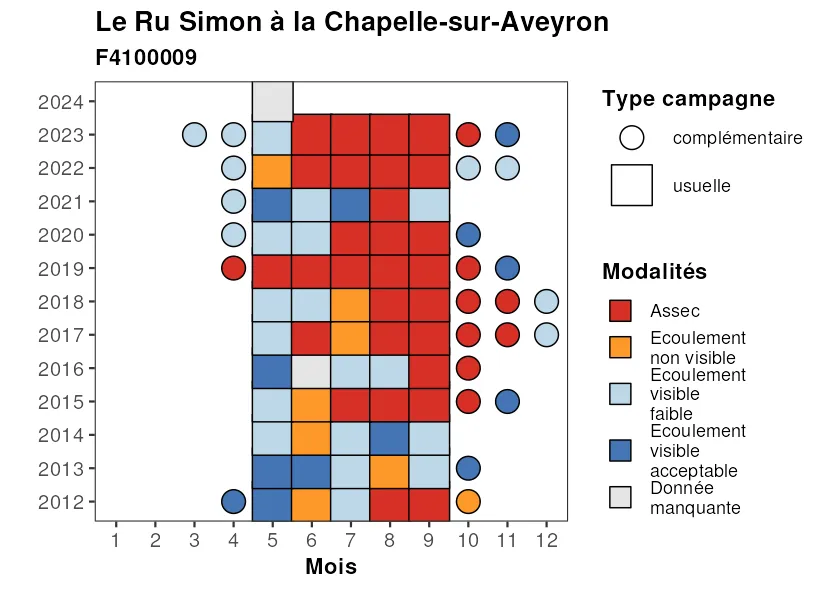 Le Ru Simon à la Chapelle-sur-Aveyron
F4100009
2024
2023
2022
2021
2020
2019
2018
2017
2016
2015
2014
2013
2012
1 2 3 4 5 6 7 8 9 10 11 12
Mois
Type campagne
complémentaire
usuelle
Modalités
Assec
Ecoulement
non visible
Ecoulement
visible
faible
Ecoulement
visible
acceptable
Donnée
manquante